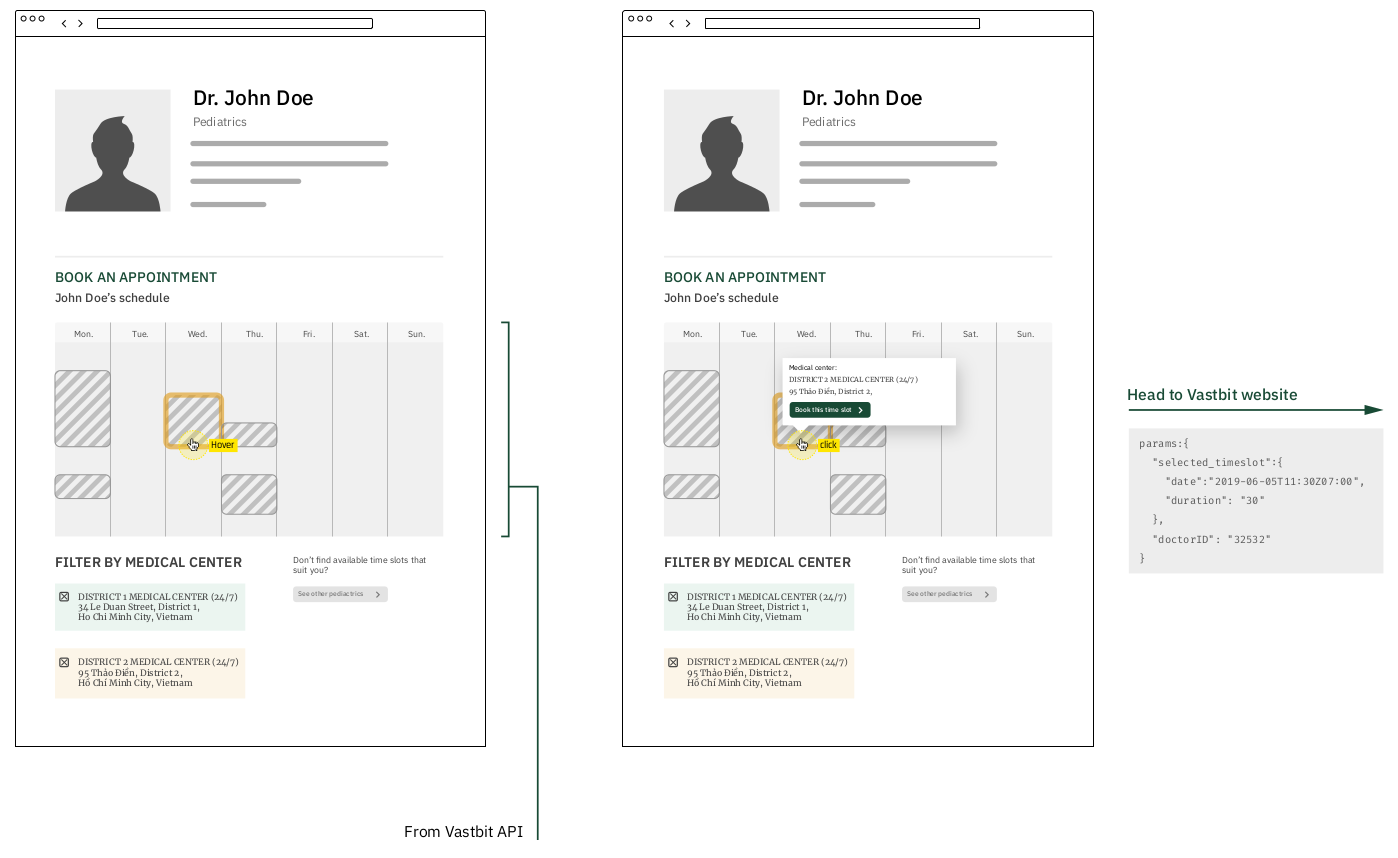 Dr. John Doe
Pediatrics
BOOK AN APPOINTMENT
John Doe's schedule
Mon. Tue. Wed. Thu. Fri. Sat. Sun.
Hover
FILTER BY MEDICAL CENTER
DISTRICT 1 MEDICAL CENTER (24/7)
34 Le Duan Street, District 1,
Ho Chi Minh City, Vietnam
DISTRICT 2 MEDICAL CENTER (24/7)
95 Thảo Điền, District 2,
Hồ Chí Minh City, Vietnam
Don't find available time slots that
suit you?
See other pediactrics
From Vastbit API
Dr. John Doe
Pediatrics
BOOK AN APPOINTMENT
John Doe's schedule
Mon. Tue. Wed. Thu. Fri. Sat. Sun.
Medical center:
DISTRICT 2 MEDICAL CENTER (24/7)
95 Thảo Điền, District 2,
Book this time slot
click
FILTER BY MEDICAL CENTER
DISTRICT 1 MEDICAL CENTER (24/7)
34 Le Duan Street, District 1,
Ho Chi Minh City, Vietnam
DISTRICT 2 MEDICAL CENTER (24/7)
95 Thảo Điền, District 2,
Hồ Chí Minh City, Vietnam
Don't find available time slots that
suit you?
See other pediactrics
Head to Vastbit website
params:{
"selected_timeslot":{
"date":"2019-06-05T11:30Z07:00",
"duration": "30"
},
"doctorID": "32532"
}